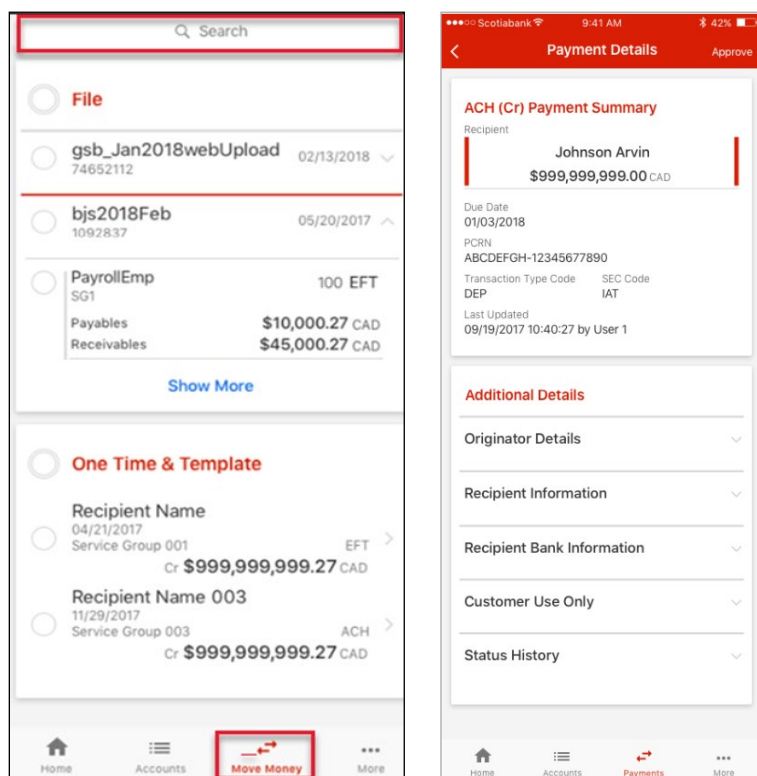 Search
File
gsb_Jan2018webUpload 02/13/2018
74652112
bjs2018Feb 05/20/2017
1092837
PayrollEmp 100 EFT
SG1
Payables $10,000.27 CAD
Receivables $45,000.27 CAD
Show More
One Time & Template
Recipient Name
04/21/2017
Service Group 001 EFT
Cr $999,999,999.27 CAD
Recipient Name 003
11/29/2017
Service Group 003 ACH
Cr $999,999,999.27 CAD
Home Accounts Move Money More
Scotiabank 9:41 AM 42%
Payment Details Approve
ACH (Cr) Payment Summary
Recipient
Johnson Arvin
$999,999,999.00 CAD
Due Date
01/03/2018
PCRN
ABCDEFGH-12345677890
Transaction Type Code SEC Code
DEP IAT
Last Updated
09/19/2017 10:40:27 by User 1
Additional Details
Originator Details
Recipient Information
Recipient Bank Information
Customer Use Only
Status History
Home Accounts Payments More